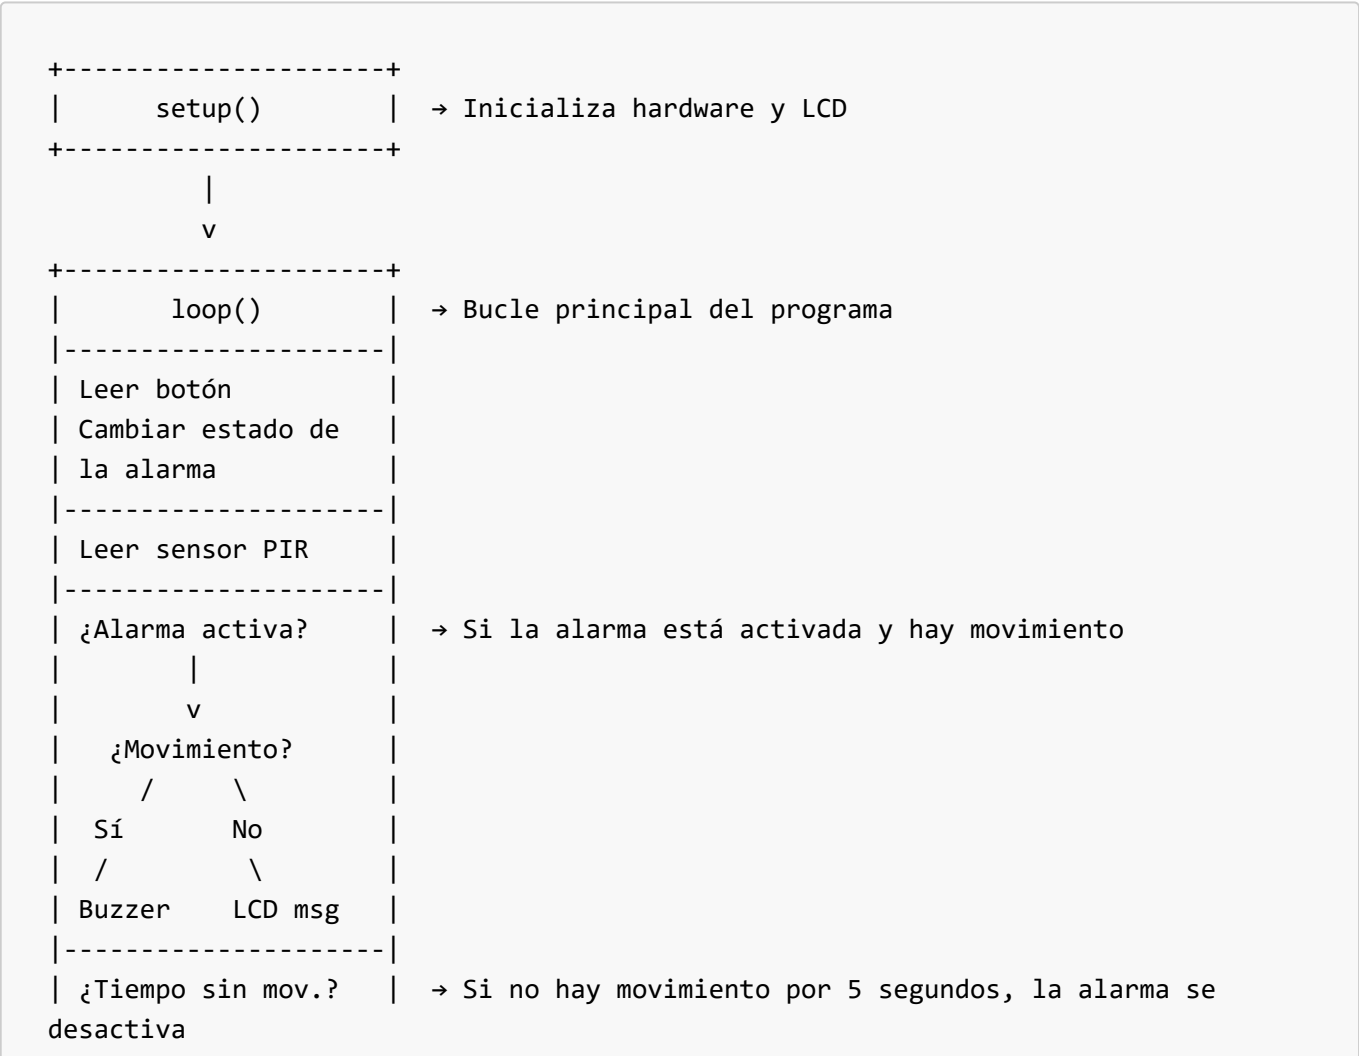 +---------------------+
|      setup()        |  → Inicializa hardware y LCD
+---------------------+
          |
          v
+---------------------+
|       loop()        |  → Bucle principal del programa
|---------------------|
| Leer botón          |
| Cambiar estado de   |
| la alarma           |
|---------------------|
| Leer sensor PIR     |
|---------------------|
| ¿Alarma activa?     |  → Si la alarma está activada y hay movimiento
|        |            |
|        v            |
|   ¿Movimiento?      |
|     /     \         |
|  Sí       No        |
|  /         \        |
| Buzzer    LCD msg   |
|---------------------|
| ¿Tiempo sin mov.?   |  → Si no hay movimiento por 5 segundos, la alarma se
desactiva